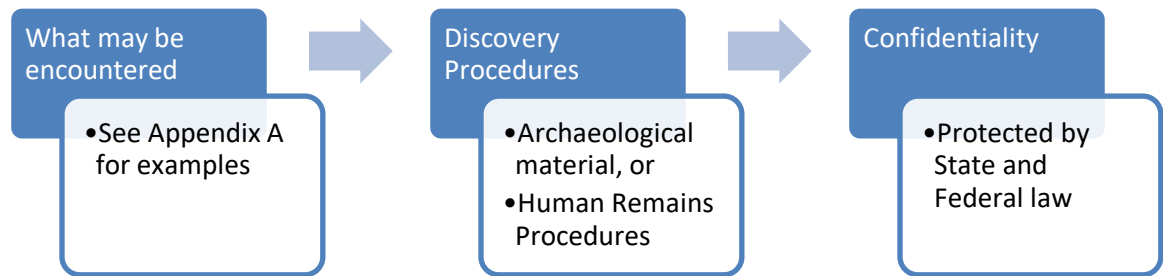 What may be
encountered
•See Appendix A
for examples
Discovery
Procedures
•Archaeological
material, or
•Human Remains
Procedures
Confidentiality
•Protected by
State and
Federal law